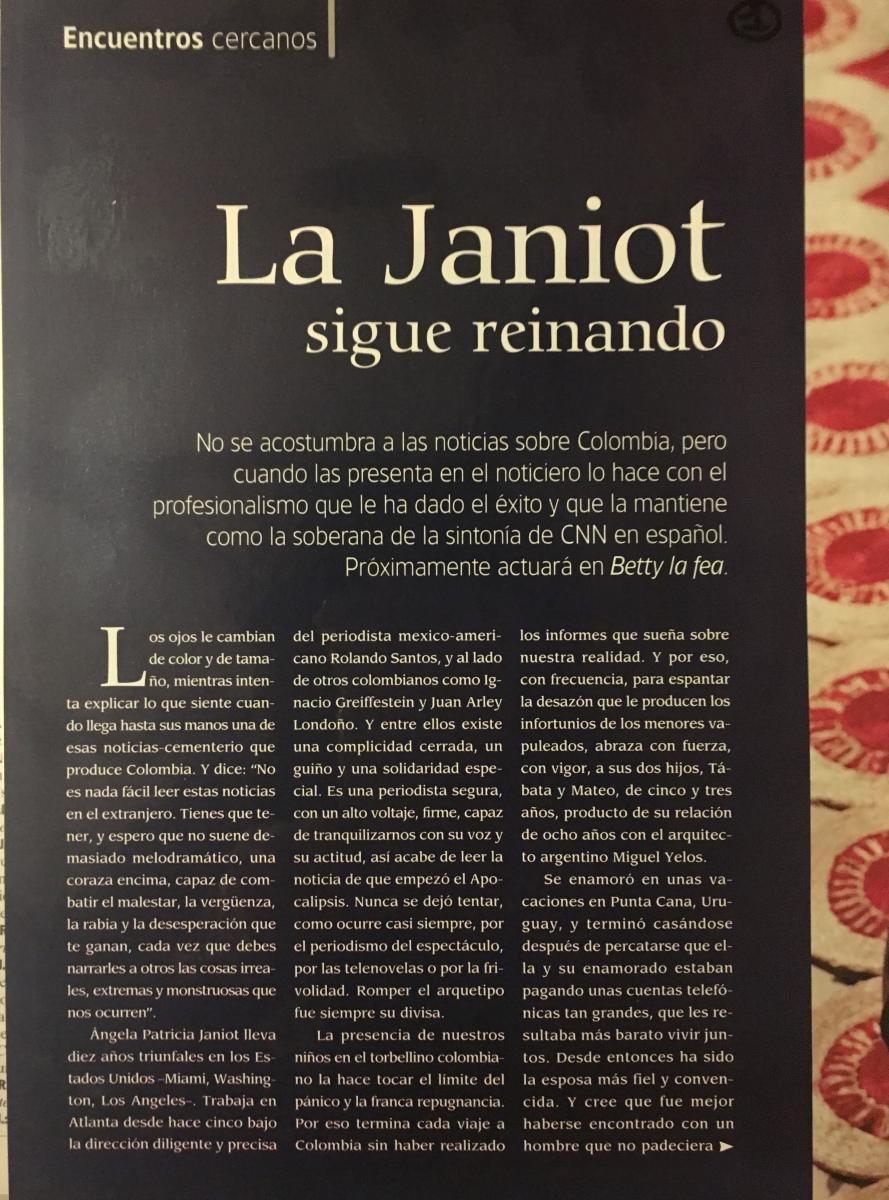 Encuentros cercanos
La Janiot
sigue reinando
No se acostumbra a las noticias sobre Colombia, pero
cuando las presenta en el noticiero lo hace con el
profesionalismo que le ha dado el éxito y que la mantiene
como la soberana de la sintonía de CNN en español.
Próximamente actuará en Betty la fea.
Los ojos le cambian
de color y de tama-
ño, mientras inten-
ta explicar lo que siente cuan-
do llega hasta sus manos una de
esas noticias-cementerio que
produce Colombia. Y dice: “No
es nada fácil leer estas noticias
en el extranjero. Tienes que te-
ner, y espero que no suene de-
masiado melodramático, una
coraza encima, capaz de com-
batir el malestar, la vergüenza,
la rabia y la desesperación que
te ganan, cada vez que debes
narrarles a otros las cosas irrea-
les, extremas y monstruosas que
nos ocurren”.
Ángela Patricia Janiot lleva
diez años triunfales en los Es-
tados Unidos –Miami, Washing-
ton, Los Angeles–. Trabaja en
Atlanta desde hace cinco bajo
la dirección diligente y precisa
del periodista mexico-ameri-
cano Rolando Santos, y al lado
de otros colombianos como Ig-
nacio Greiffestein y Juan Arley
Londoño. Y entre ellos existe
una complicidad cerrada, un
guiño y una solidaridad espe-
cial. Es una periodista segura,
con un alto voltaje, firme, capaz
de tranquilizarnos con su voz y
su actitud, así acabe de leer la
noticia de que empezó el Apo-
calipsis. Nunca se dejó tentar,
como ocurre casi siempre, por
el periodismo del espectáculo,
por las telenovelas o por la fri-
volidad. Romper el arquetipo
fue siempre su divisa.
La presencia de nuestros
niños en el torbellino colombia-
no la hace tocar el límite del
pánico y la franca repugnancia.
Por eso termina cada viaje a
Colombia sin haber realizado
los informes que sueña sobre
nuestra realidad. Y por eso,
con frecuencia, para espantar
la desazón que le producen los
infortunios de los menores va-
puleados, abraza con fuerza,
con vigor, a sus dos hijos, Tá-
bata y Mateo, de cinco y tres
años, producto de su relación
de ocho años con el arquitec-
to argentino Miguel Yelos.
Se enamoró en unas va-
caciones en Punta Cana, Uru-
guay, y terminó casándose
después de percatarse que el-
la y su enamorado estaban
pagando unas cuentas telefó-
nicas tan grandes, que les re-
sultaba más barato vivir jun-
tos. Desde entonces ha sido
la esposa más fiel y conven-
cida. Y cree que fue mejor
haberse encontrado con un
hombre que no padeciera